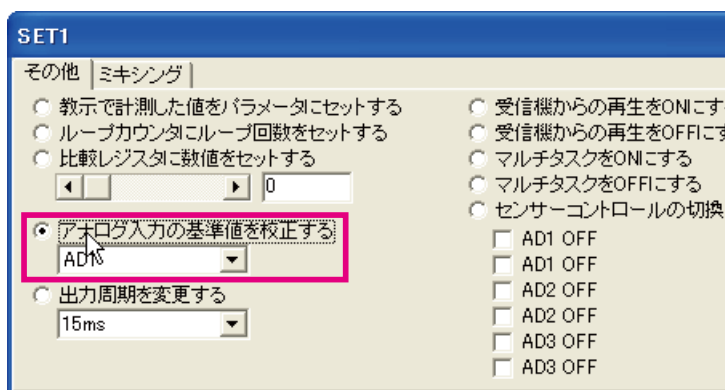 SET1
その他 ミキシング
教示で計測した値をパラメータにセットする
ループカウンタにループ回数をセットする
比較レジスタに数値をセットする
0
アナログ入力の基準値を校正する
AD1
出力周期を変更する
15ms
受信機からの再生をONにす
受信機からの再生をOFFにす
マルチタスクをONにする
マルチタスクをOFFにする
センサーコントロールの切換
AD1 OFF
AD1 OFF
AD2 OFF
AD2 OFF
AD3 OFF
AD3 OFF